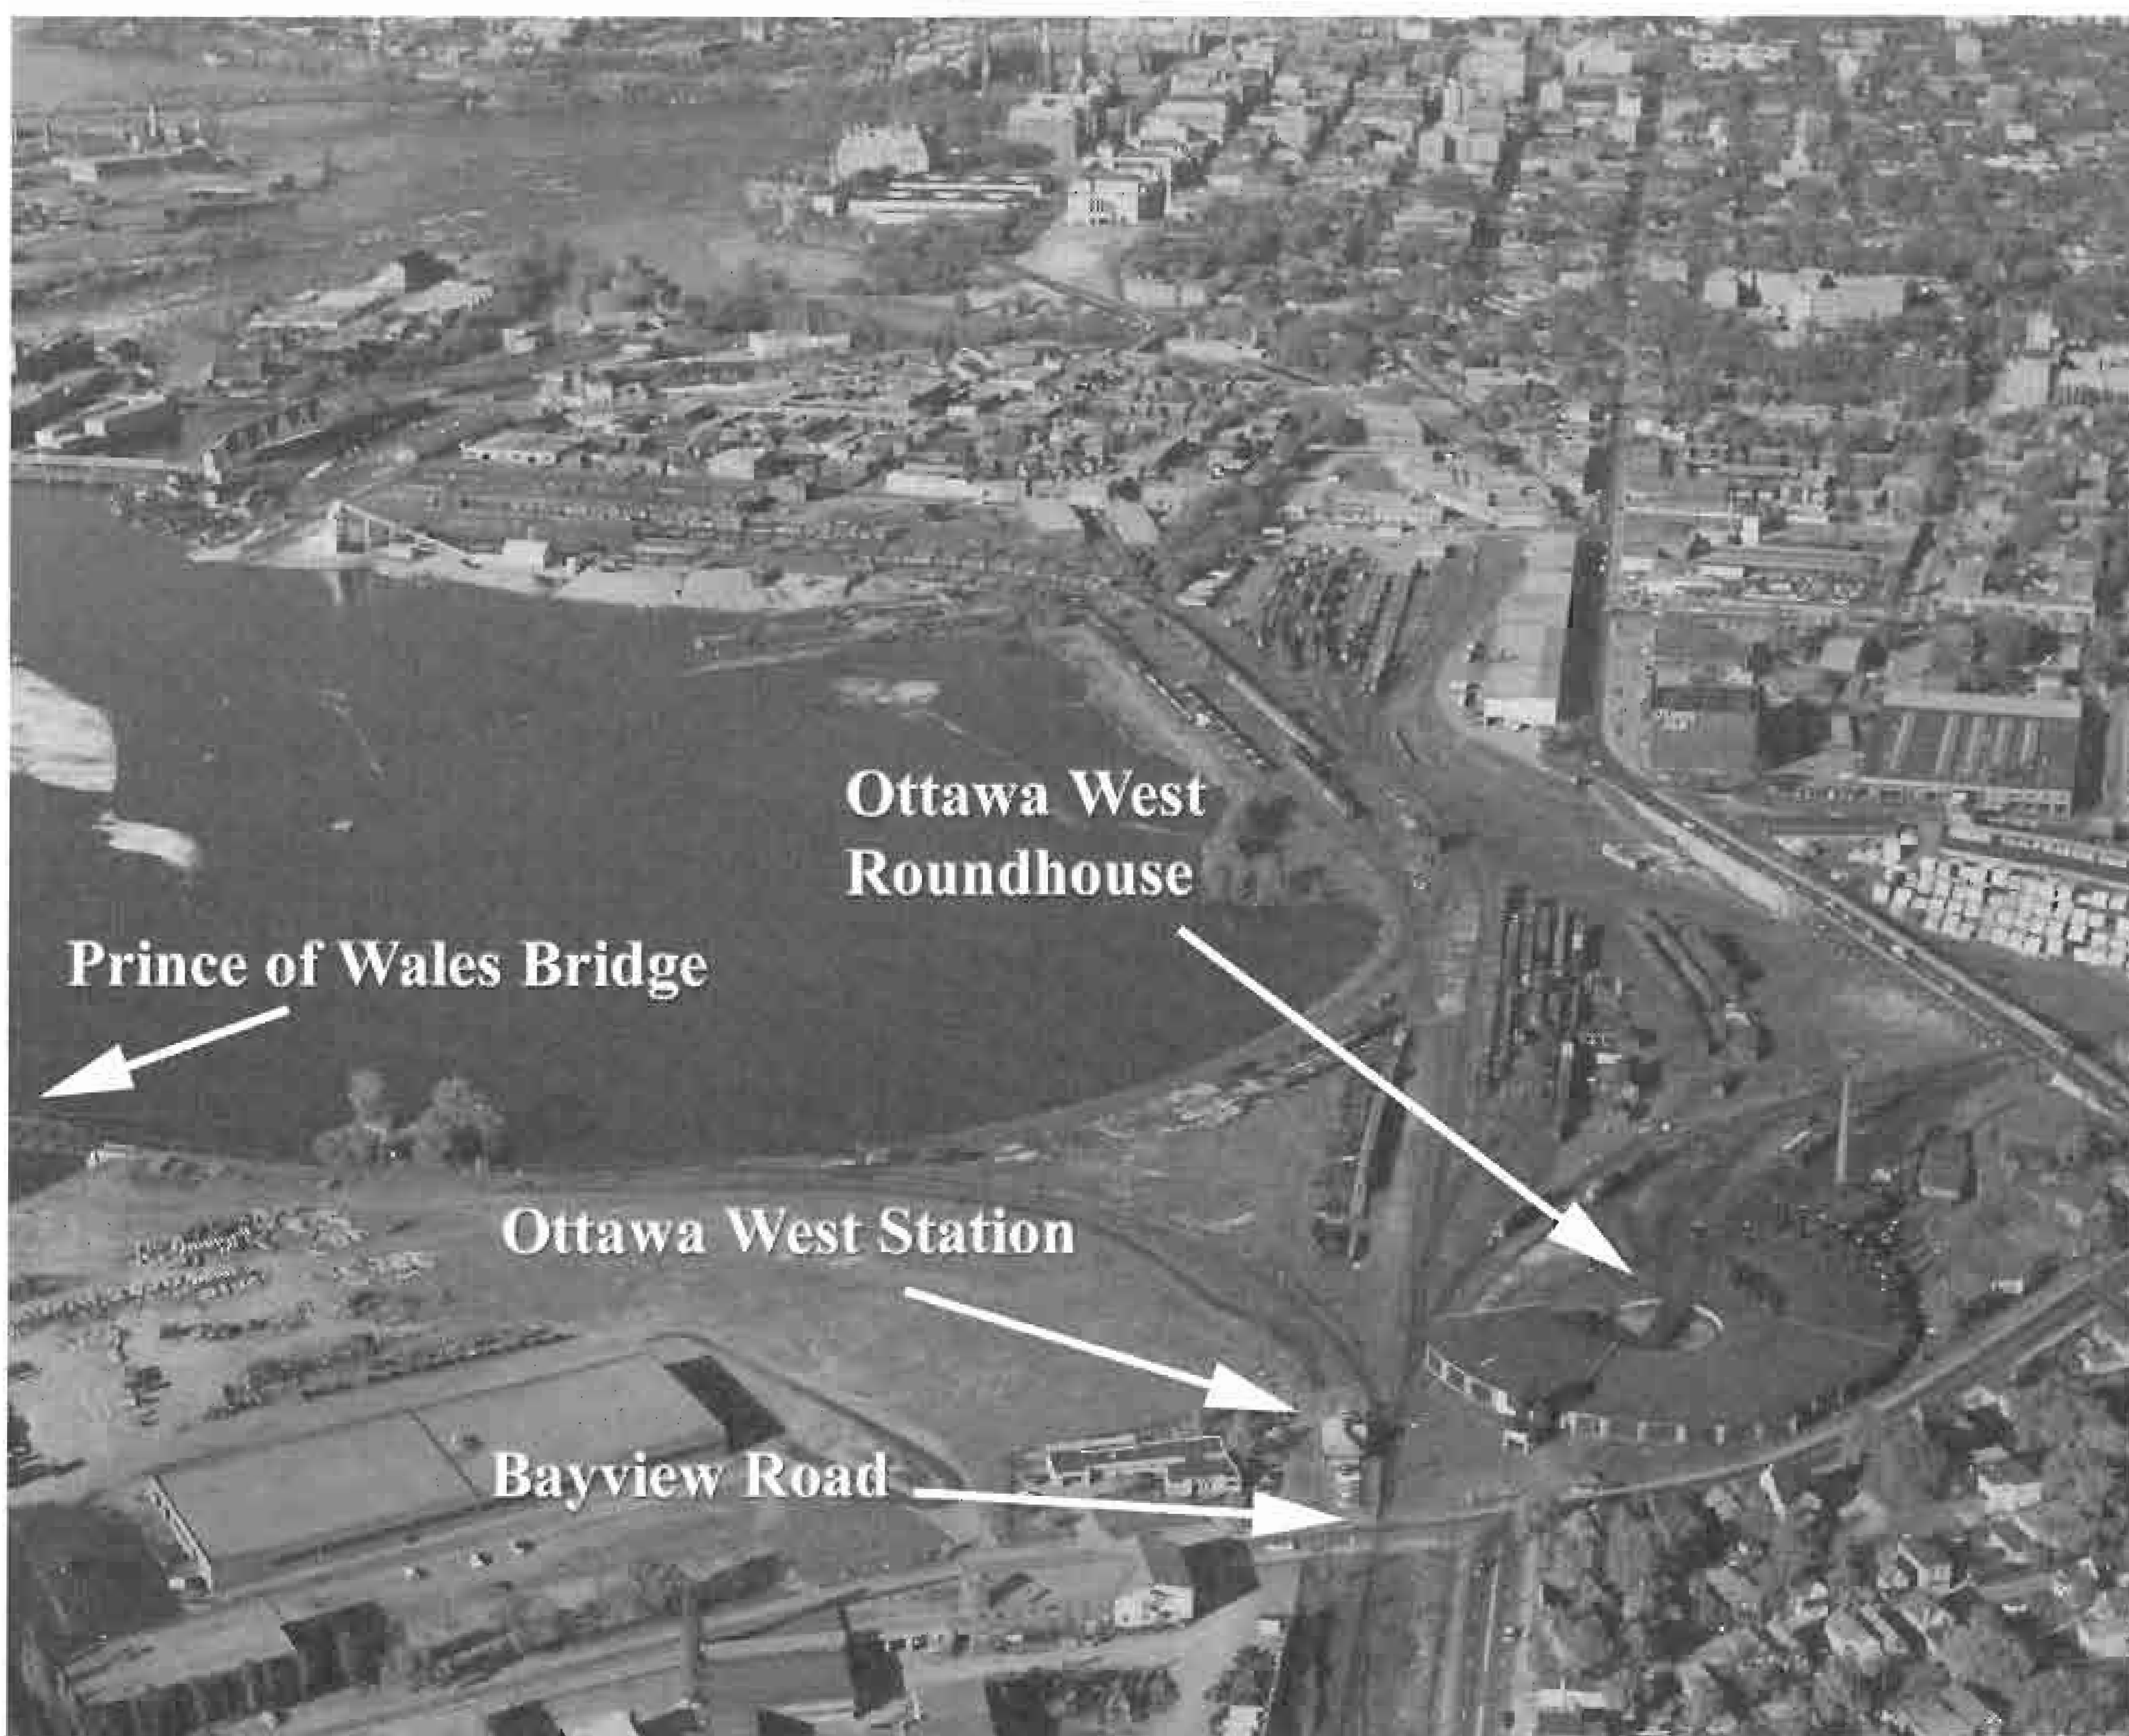 Ottawa West
Roundhouse
Prince of Wales Bridge
Ottawa West Station
Bayview Road